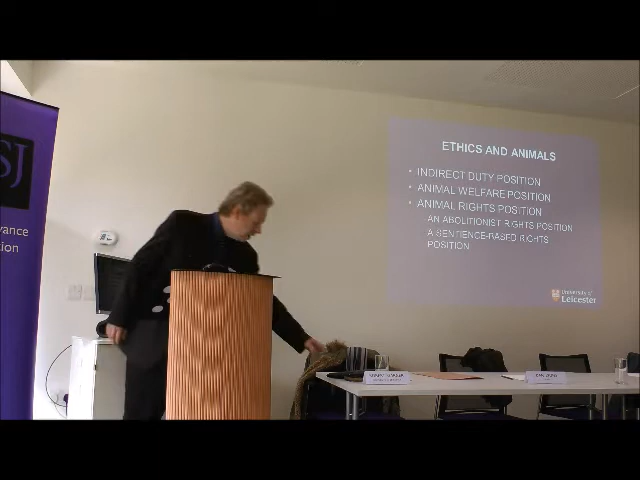 SJ
vance
tion
ETHICS AND ANIMALS
• INDIRECT DUTY POSITION
• ANIMAL WELFARE POSITION
• ANIMAL RIGHTS POSITION
– AN ABOLITIONIST RIGHTS POSITION
– A SENTIENCE-BASED RIGHTS
POSITION
University of
Leicester